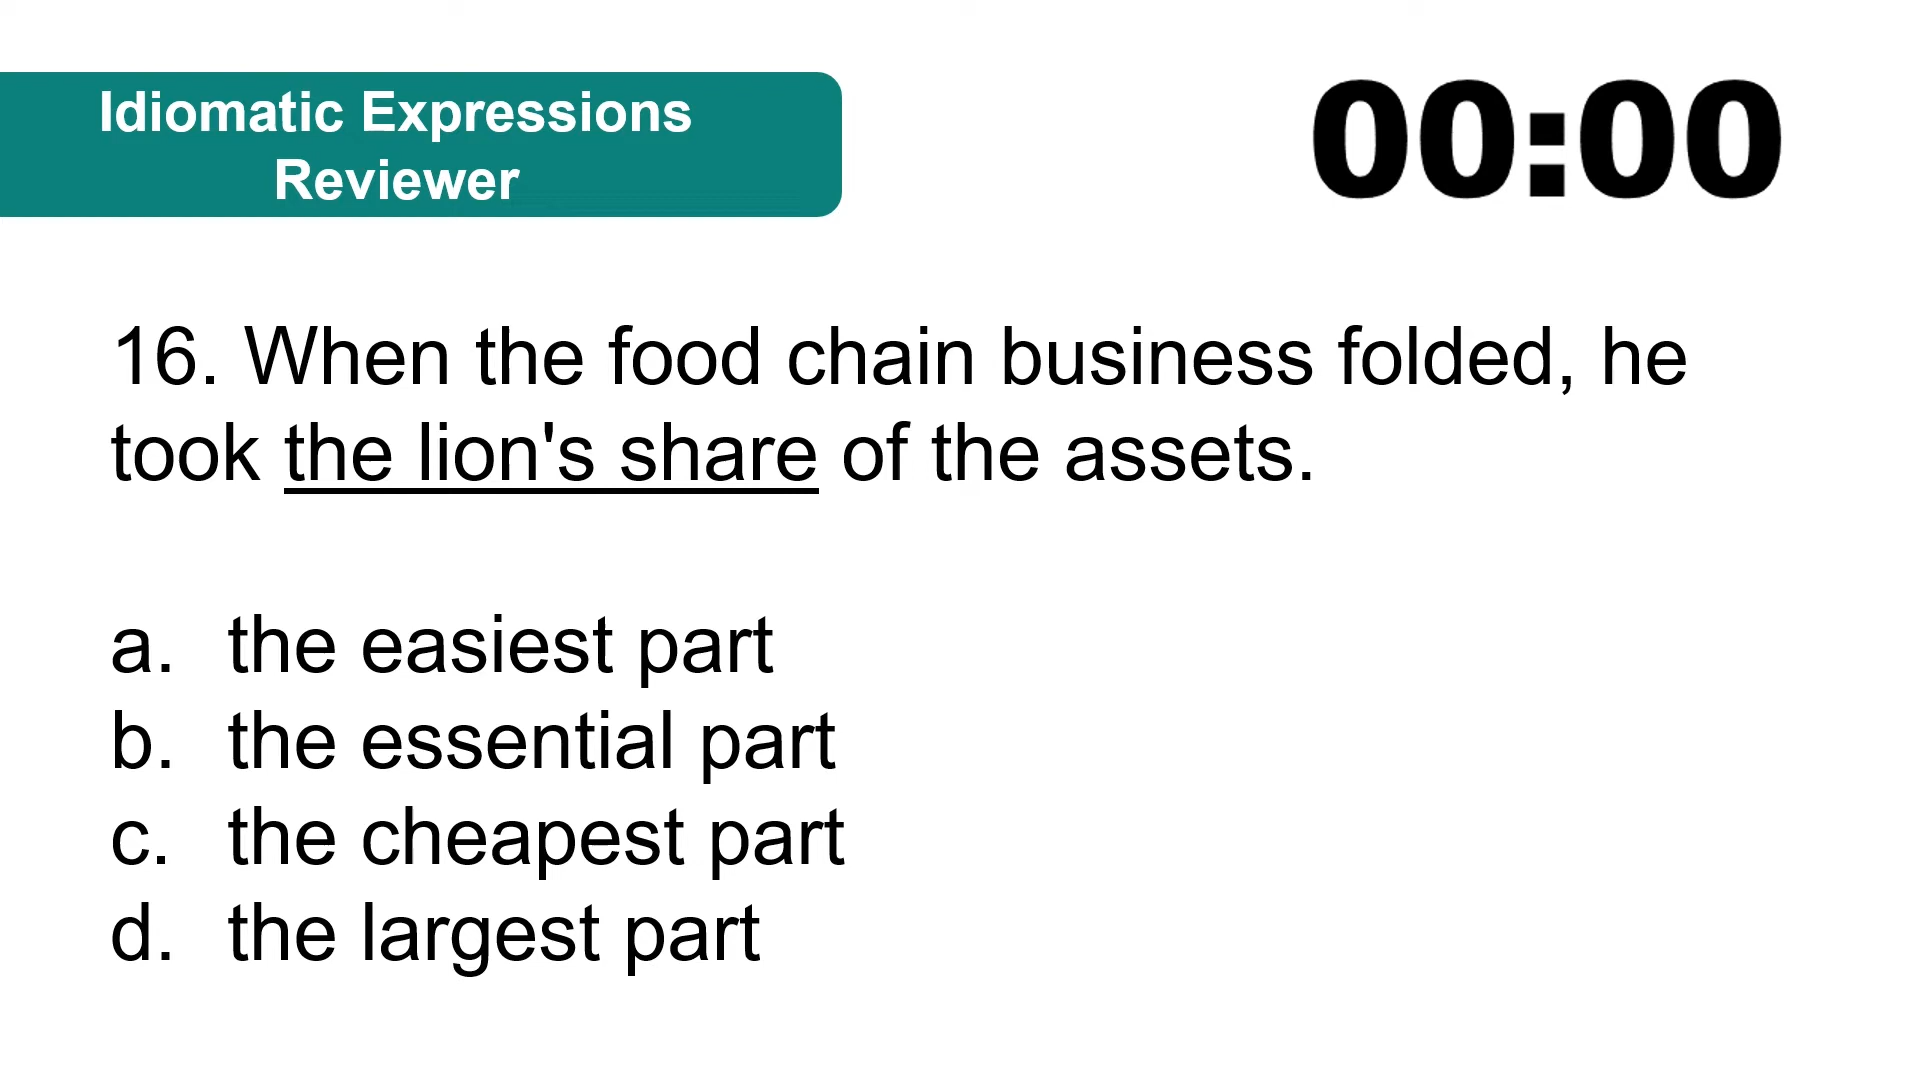 Idiomatic Expressions
Reviewer
00:00
16. When the food chain business folded, he
took the lion's share of the assets.
a. the easiest part
b. the essential part
c. the cheapest part
d. the largest part